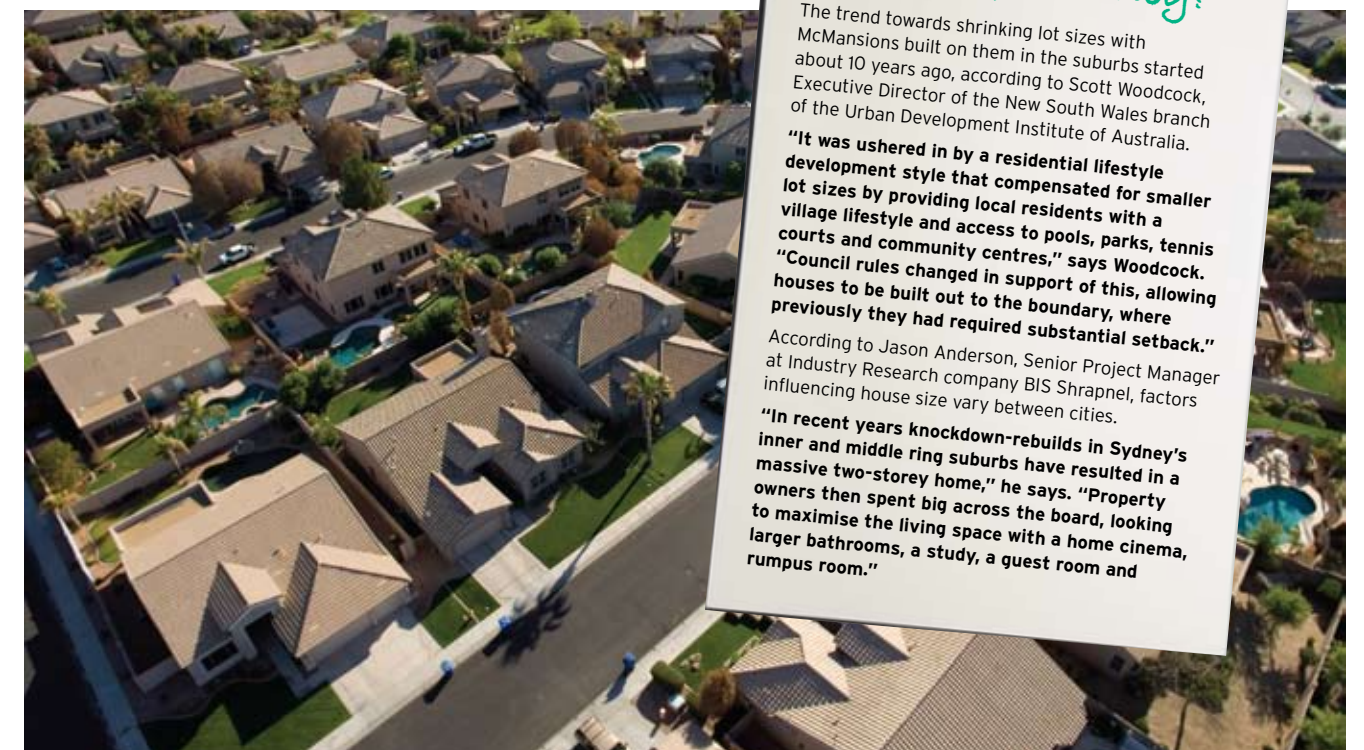 The trend towards shrinking lot sizes with
McMansions built on them in the suburbs started
about 10 years ago, according to Scott Woodcock,
Executive Director of the New South Wales branch
of the Urban Development Institute of Australia.
“It was ushered in by a residential lifestyle
development style that compensated for smaller
lot sizes by providing local residents with a
village lifestyle and access to pools, parks, tennis
courts and community centres,” says Woodcock.
“Council rules changed in support of this, allowing
houses to be built out to the boundary, where
previously they had required substantial setback.”
According to Jason Anderson, Senior Project Manager
at Industry Research company BIS Shrapnel, factors
influencing house size vary between cities.
“In recent years knockdown-rebuilds in Sydney’s
inner and middle ring suburbs have resulted in a
massive two-storey home,” he says. “Property
owners then spent big across the board, looking
to maximise the living space with a home cinema,
larger bathrooms, a study, a guest room and
rumpus room.”